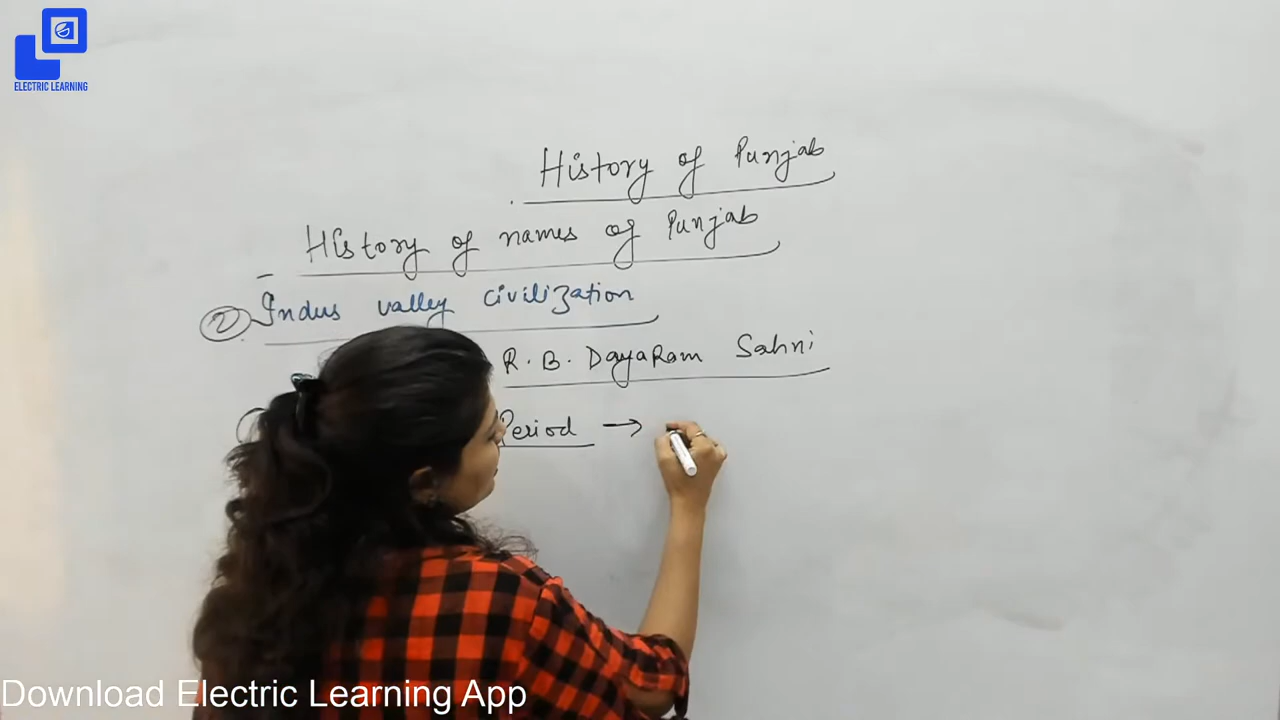 ELECTRIC LEARNING
History of Punjab
History of names of Punjab
② Indus valley civilization
R. B. DayaRam Sahni
Period →
Download Electric Learning App